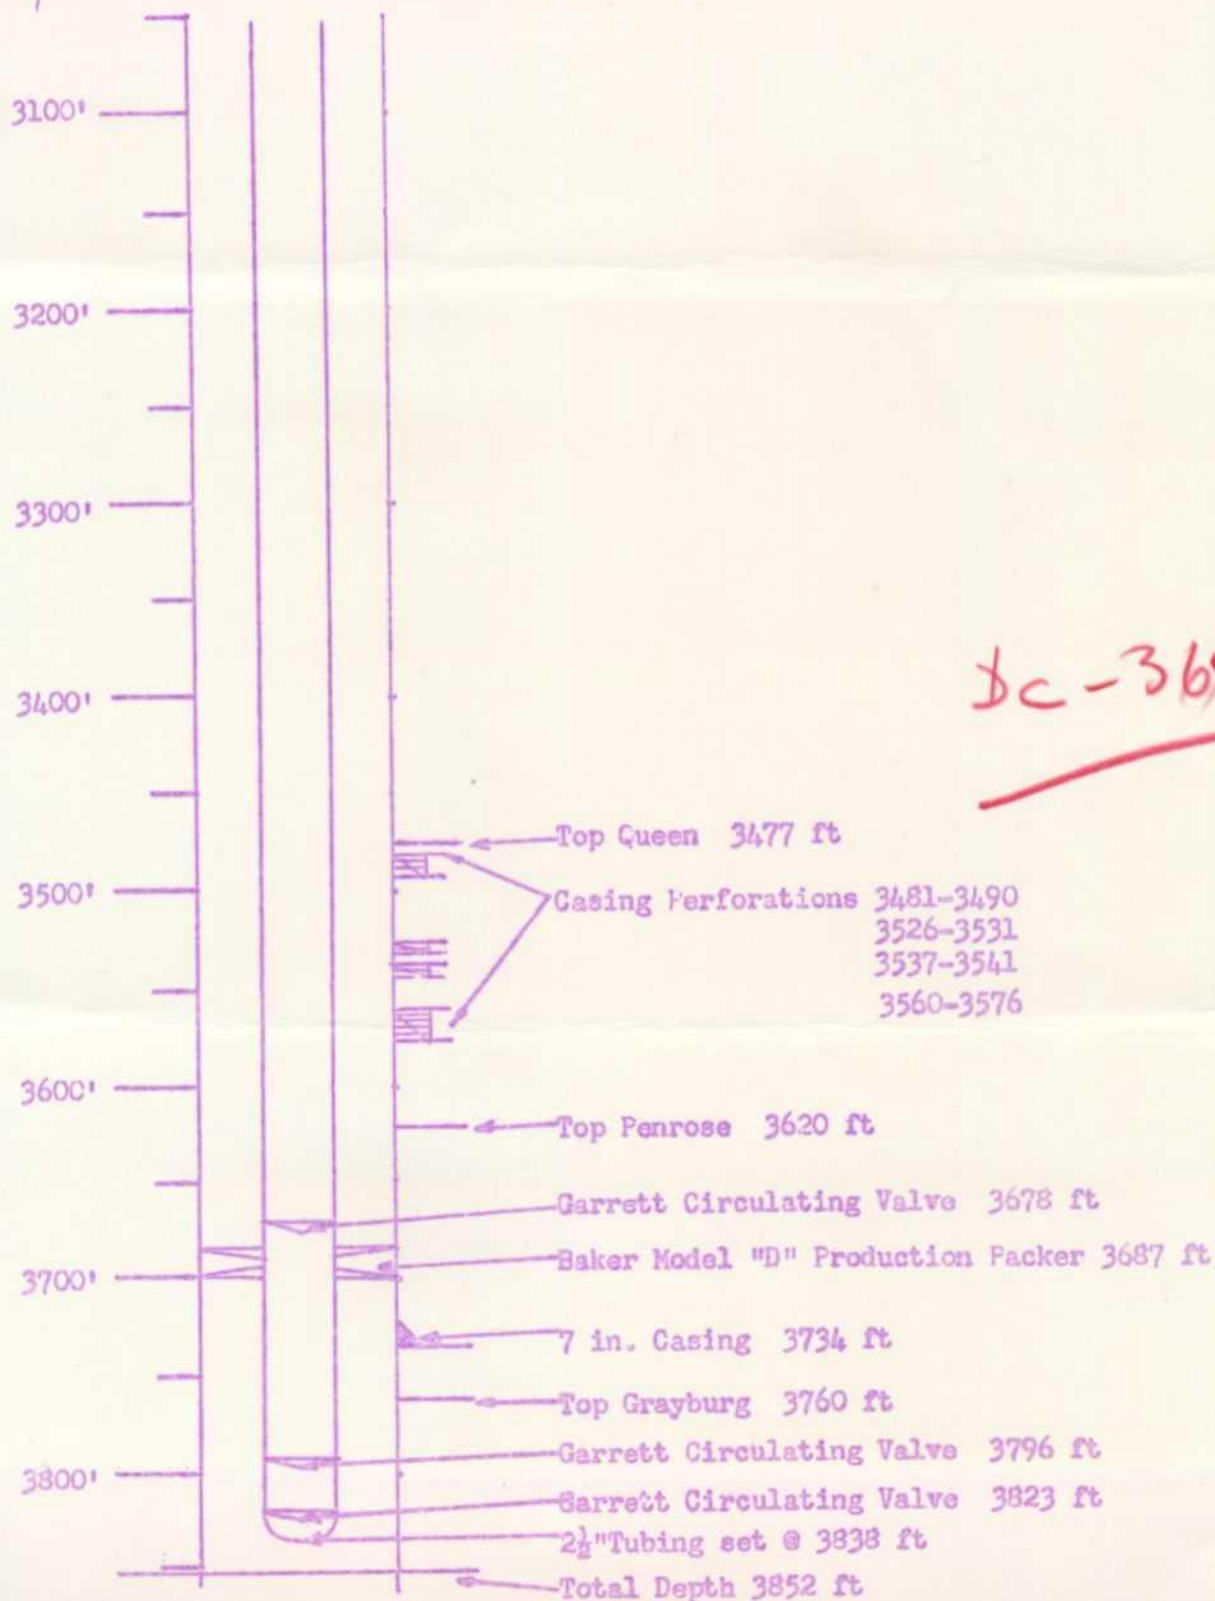 3100'
3200'
3300'
3400'
Top Queen 3477 ft
3500'
Casing Perforations 3481-3490
3526-3531
3537-3541
3560-3576
3600'
Top Penrose 3620 ft
Garrett Circulating Valve 3678 ft
Baker Model "D" Production Packer 3687 ft
3700'
7 in. Casing 3734 ft
Top Grayburg 3760 ft
Garrett Circulating Valve 3796 ft
3800'
Garrett Circulating Valve 3823 ft
2½"Tubing set @ 3838 ft
Total Depth 3852 ft